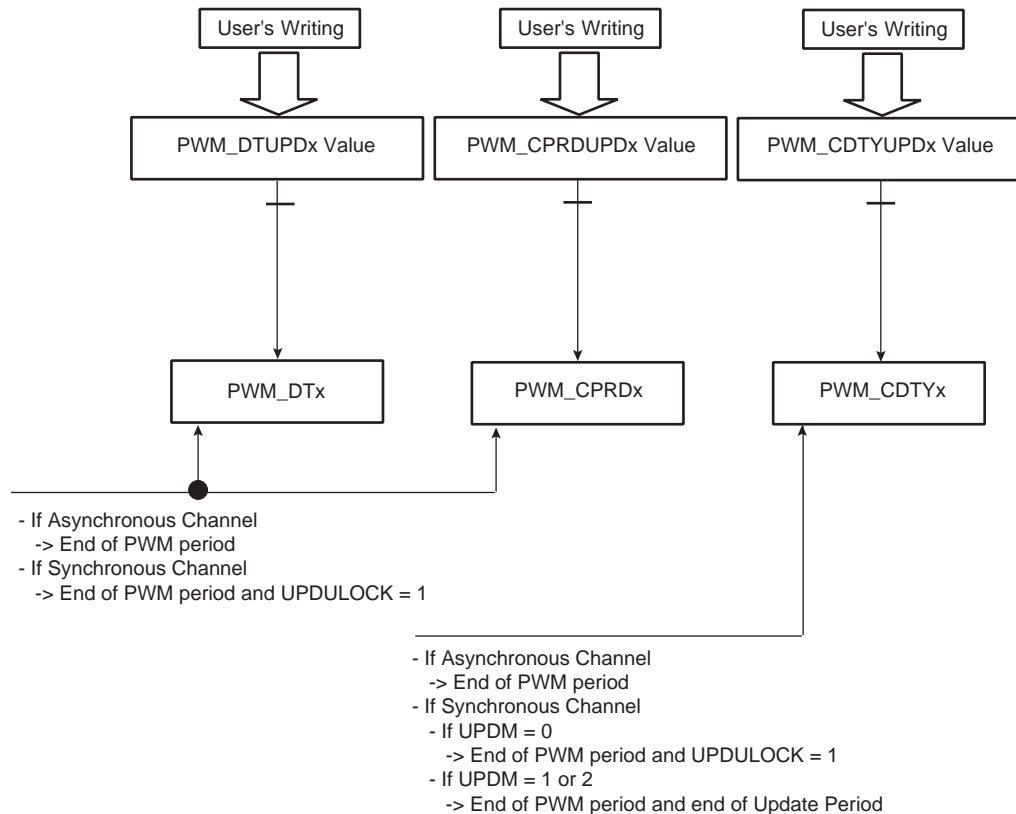 User's Writing
User's Writing
User's Writing
PWM_DTUPDx Value
PWM_CPRDUPDx Value
PWM_CDTYUPDx Value
PWM_DTx
PWM_CPRDx
PWM_CDTYx
- If Asynchronous Channel
-> End of PWM period
- If Synchronous Channel
-> End of PWM period and UPDULOCK = 1
- If Asynchronous Channel
-> End of PWM period
- If Synchronous Channel
- If UPDM = 0
-> End of PWM period and UPDULOCK = 1
- If UPDM = 1 or 2
-> End of PWM period and end of Update Period